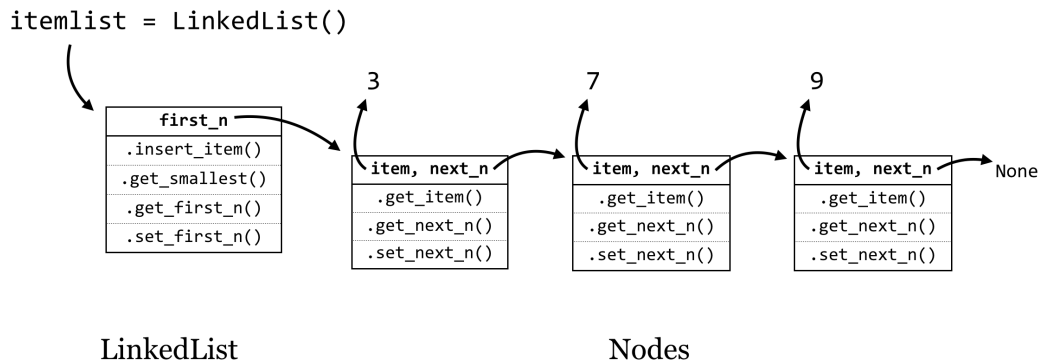 itemlist = LinkedList()
3
7
9
first_n
.insert_item()
.get_smallest()
.get_first_n()
.set_first_n()
item, next_n
.get_item()
.get_next_n()
.set_next_n()
item, next_n
.get_item()
.get_next_n()
.set_next_n()
item, next_n
.get_item()
.get_next_n()
.set_next_n()
None
LinkedList
Nodes